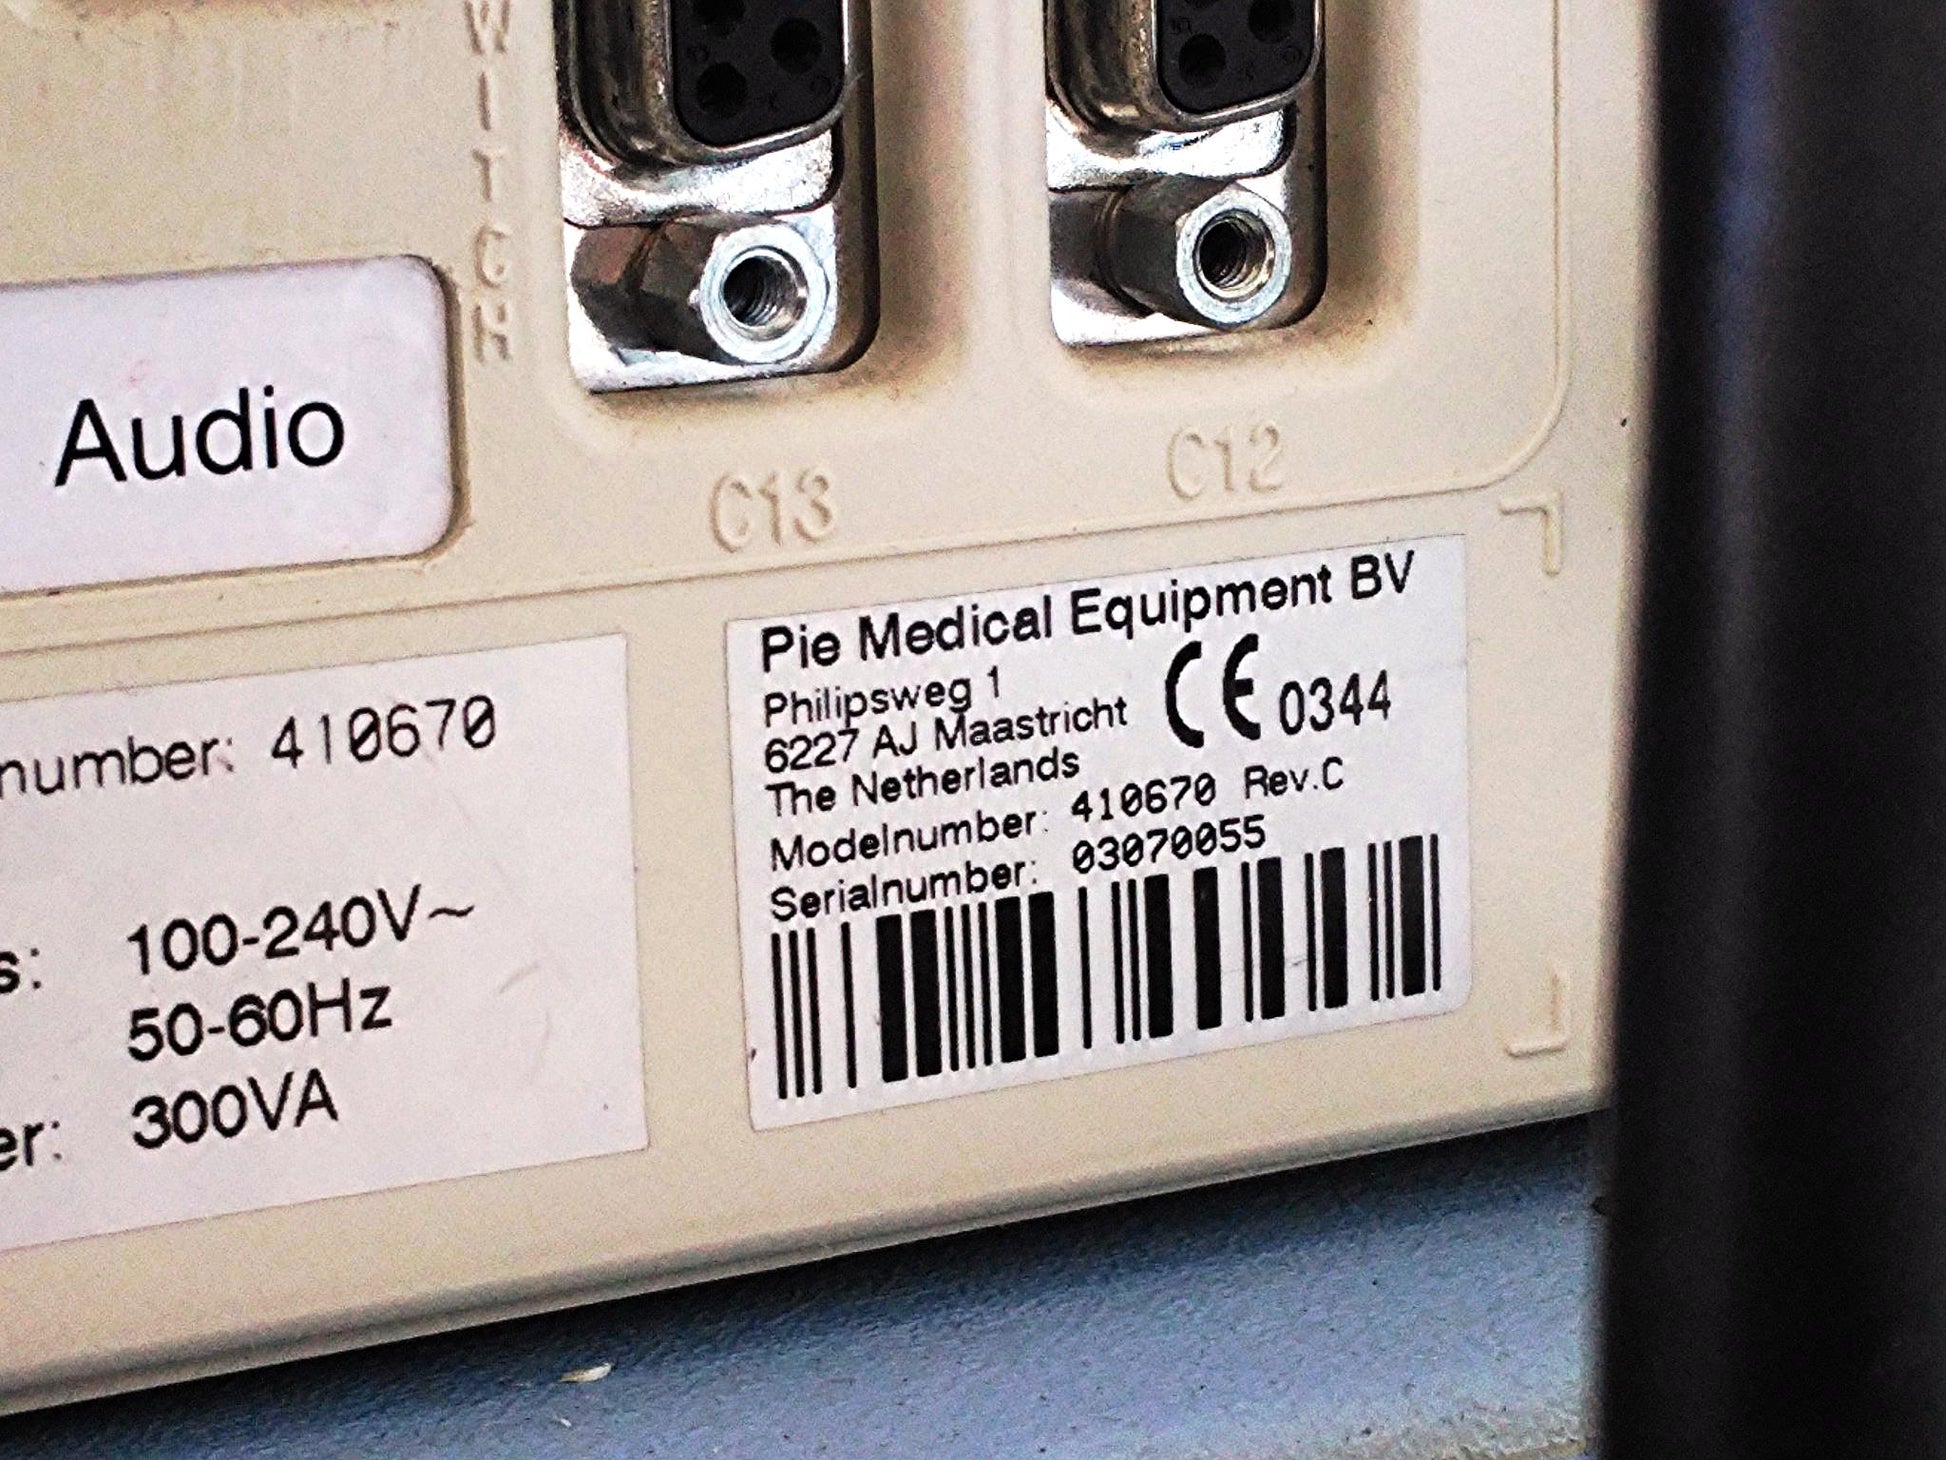 WITCH
Audio
C13
C12
number: 410670
s: 100-240V~
50-60Hz
er: 300VA
Pie Medical Equipment BV
Philipsweg 1
6227 AJ Maastricht
The Netherlands
CE 0344
Modelnumber: 410670 Rev.C
Serialnumber: 03070055